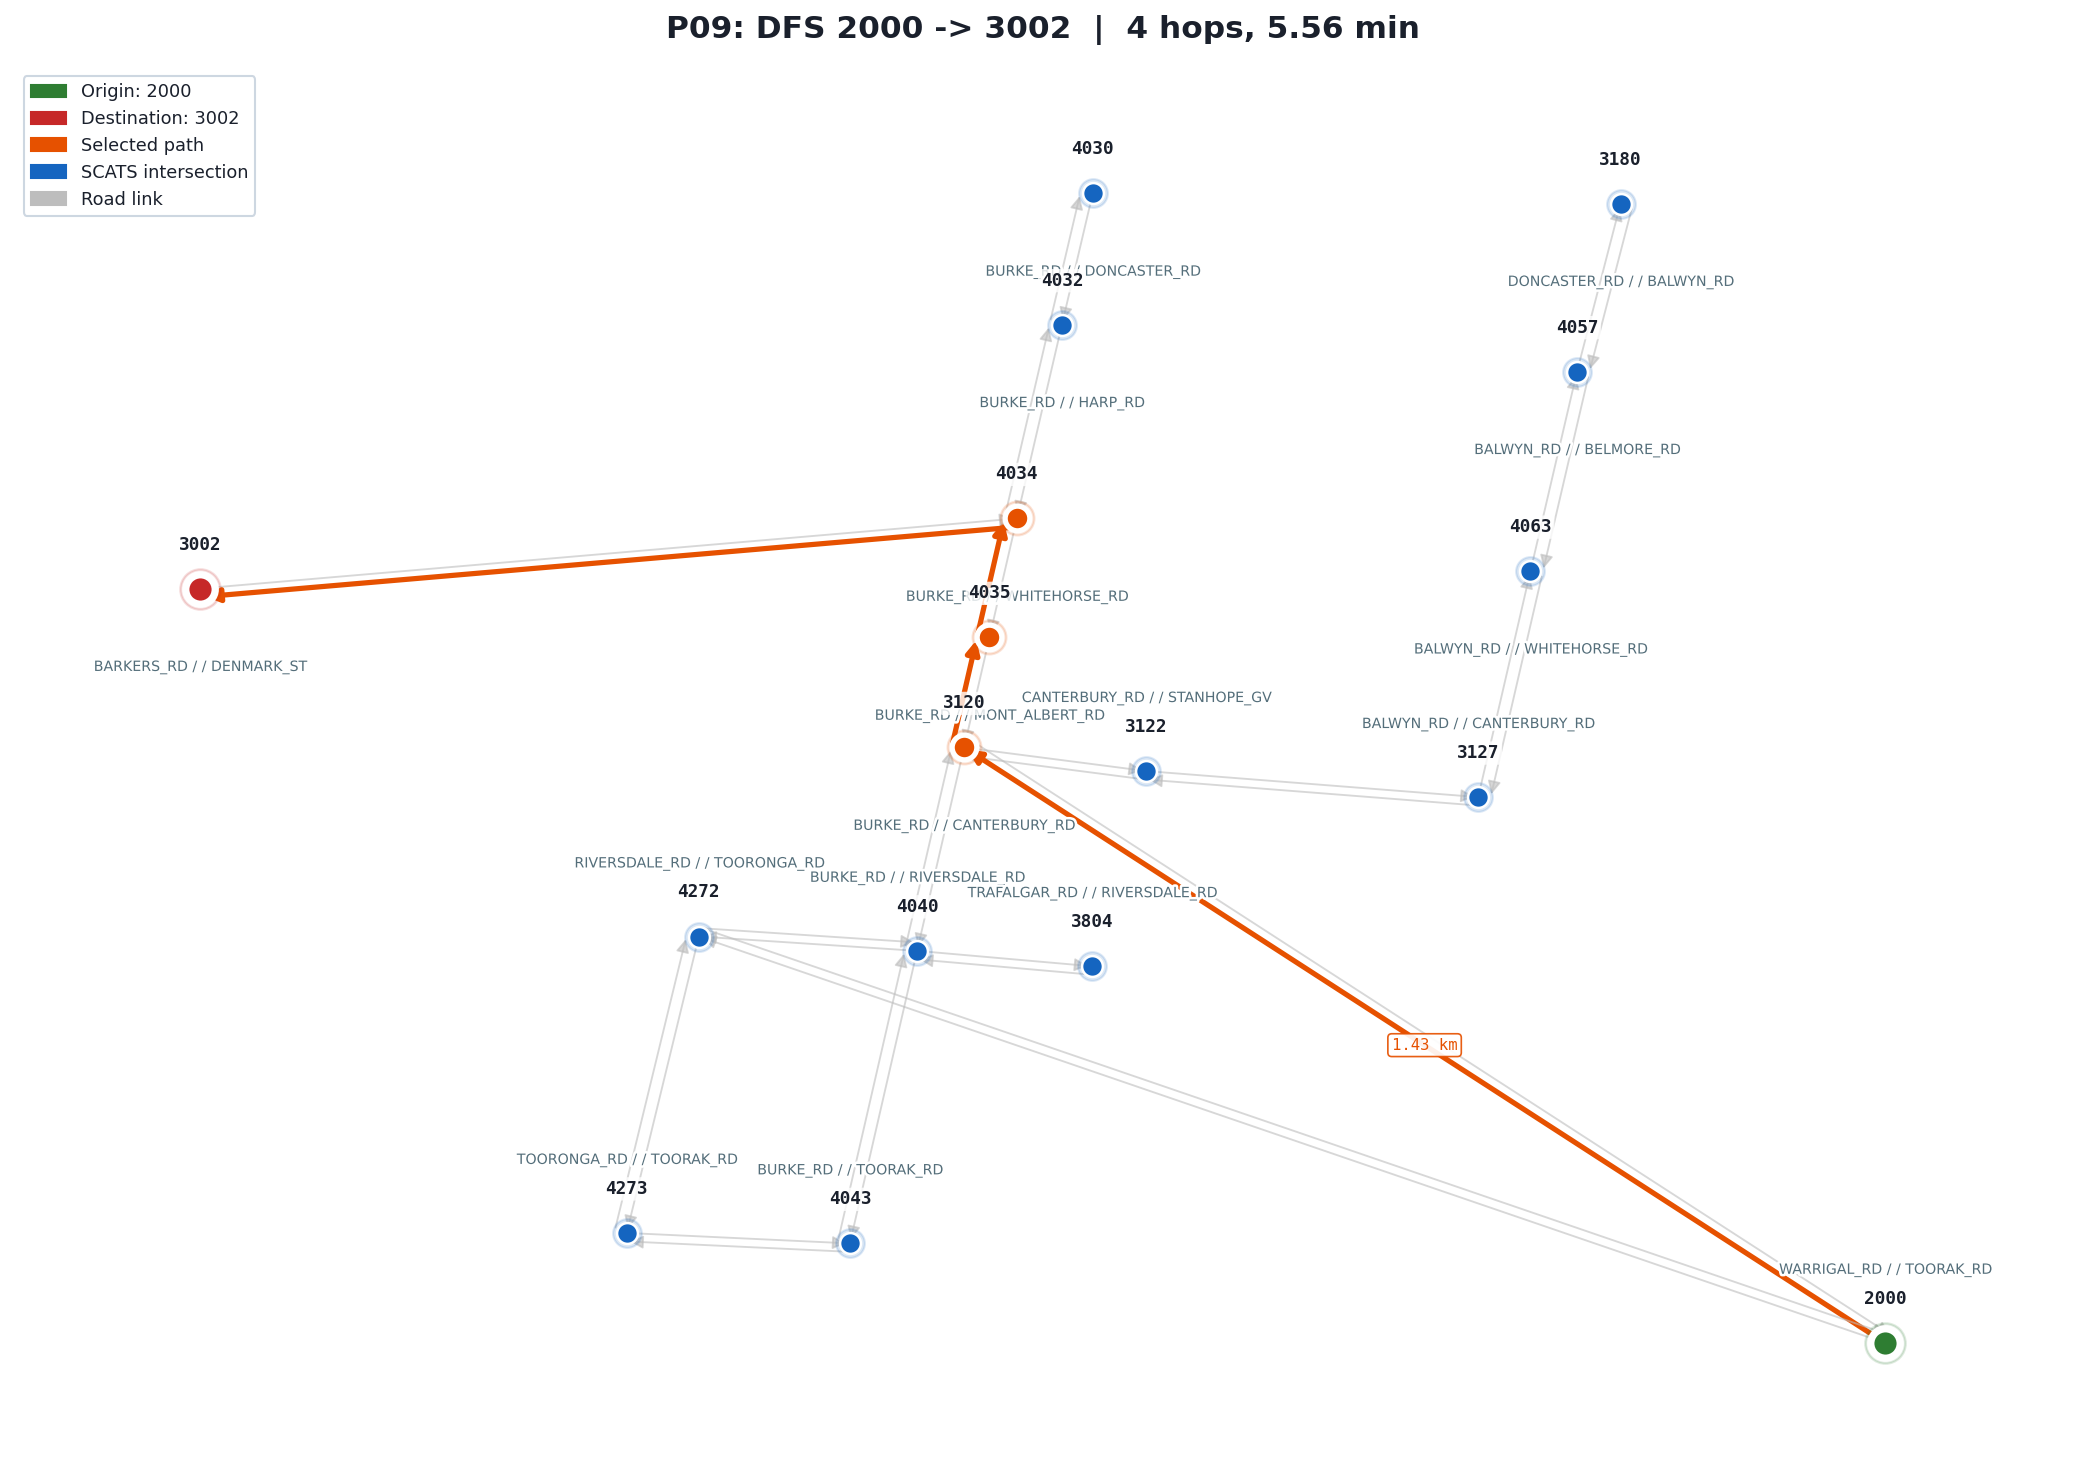 P09: DFS 2000 -> 3002 | 4 hops, 5.56 min
Origin: 2000
Destination: 3002
Selected path
SCATS intersection
Road link
4030
3180
BURKE_RD / / DONCASTER_RD
4032
DONCASTER_RD / / BALWYN_RD
4057
BURKE_RD / / HARP_RD
BALWYN_RD / / BELMORE_RD
4034
4063
3002
4035
BURKE_RD / / WHITEHORSE_RD
BALWYN_RD / / WHITEHORSE_RD
BARKERS_RD / / DENMARK_ST
CANTERBURY_RD / / STANHOPE_GV
3120
BURKE_RD / / MONT_ALBERT_RD
3122
BALWYN_RD / / CANTERBURY_RD
3127
BURKE_RD / / CANTERBURY_RD
RIVERSDALE_RD / / TOORONGA_RD
4272
BURKE_RD / / RIVERSDALE_RD
TRAFALGAR_RD / / RIVERSDALE_RD
4040
3804
1.43 km
TOORONGA_RD / / TOORAK_RD
4273
BURKE_RD / / TOORAK_RD
4043
WARRIGAL_RD / / TOORAK_RD
2000